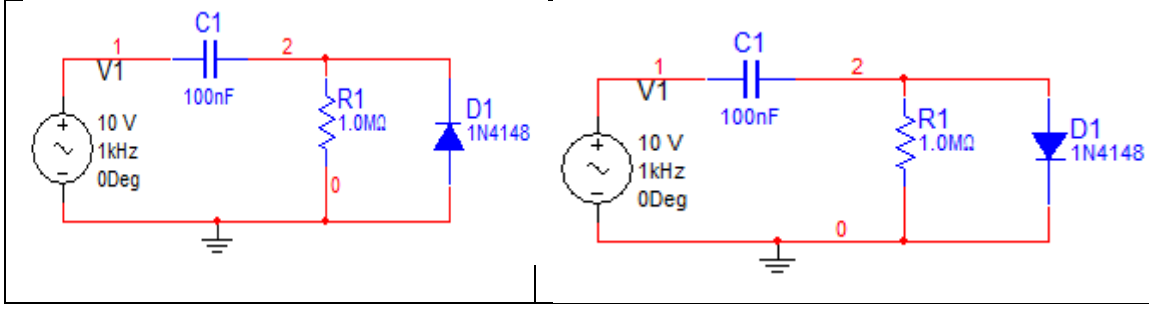 C1
1
2
V1
100nF
R1
1.0MΩ
D1
1N4148
+
10 V
1kHz
0Deg
−
0
C1
1
2
V1
100nF
R1
1.0MΩ
D1
1N4148
+
10 V
1kHz
0Deg
−
0